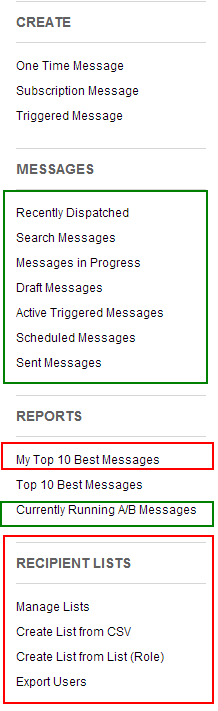 CREATE
One Time Message
Subscription Message
Triggered Message
MESSAGES
Recently Dispatched
Search Messages
Messages in Progress
Draft Messages
Active Triggered Messages
Scheduled Messages
Sent Messages
REPORTS
My Top 10 Best Messages
Top 10 Best Messages
Currently Running A/B Messages
RECIPIENT LISTS
Manage Lists
Create List from CSV
Create List from List (Role)
Export Users